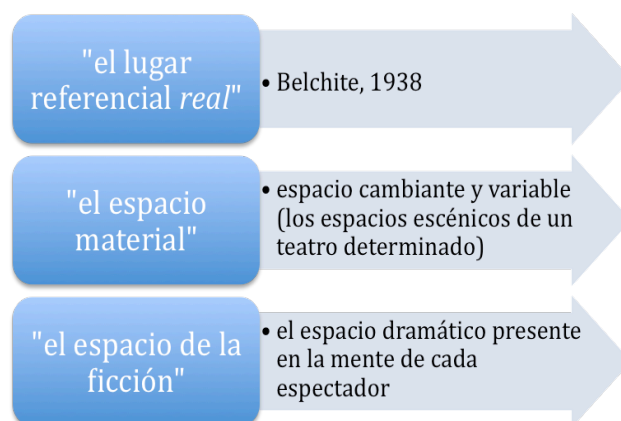 "el lugar
referencial real"
• Belchite, 1938
"el espacio
material"
• espacio cambiante y variable
(los espacios escénicos de un
teatro determinado)
"el espacio de la
ficción"
• el espacio dramático presente
en la mente de cada
espectador